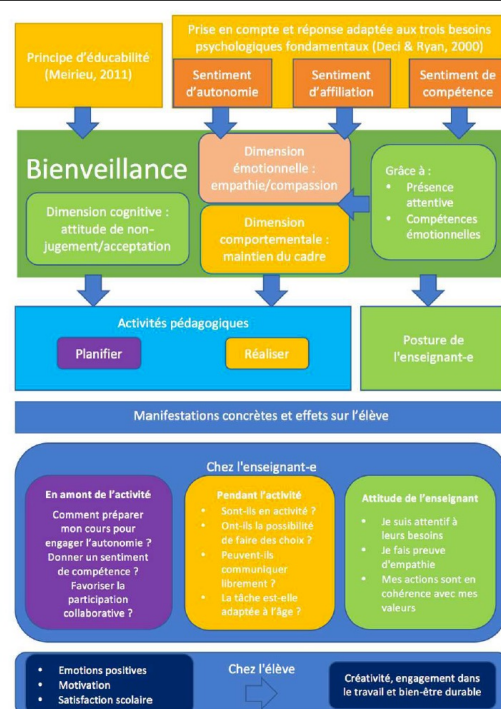 Principe d'éducabilité
(Meirieu, 2011)
Prise en compte et réponse adaptée aux trois besoins
psychologiques fondamentaux (Deci & Ryan, 2000)
Sentiment
d'autonomie
Sentiment
d'affiliation
Sentiment de
compétence
Bienveillance
Dimension cognitive :
attitude de non-
jugement/acceptation
Dimension
émotionnelle :
empathie/compassion
Dimension
comportementale :
maintien du cadre
Grâce à :
• Présence
attentive
• Compétences
émotionnelles
Activités pédagogiques
Planifier
Réaliser
Posture de
l'enseignant-e
Manifestations concrètes et effets sur l'élève
Chez l'enseignant-e
En amont de l'activité
Comment préparer
mon cours pour
engager l'autonomie ?
Donner un sentiment
de compétence ?
Favoriser la
participation
collaborative ?
Pendant l'activité
• Sont-ils en activité ?
• Ont-ils la possibilité
de faire des choix ?
• Peuvent-ils
communiquer
librement ?
• La tâche est-elle
adaptée à l'âge ?
Attitude de l'enseignant
• Je suis attentif à
leurs besoins
• Je fais preuve
d'empathie
• Mes actions sont en
cohérence avec mes
valeurs
Chez l'élève
• Emotions positives
• Motivation
• Satisfaction scolaire
Créativité, engagement dans
le travail et bien-être durable